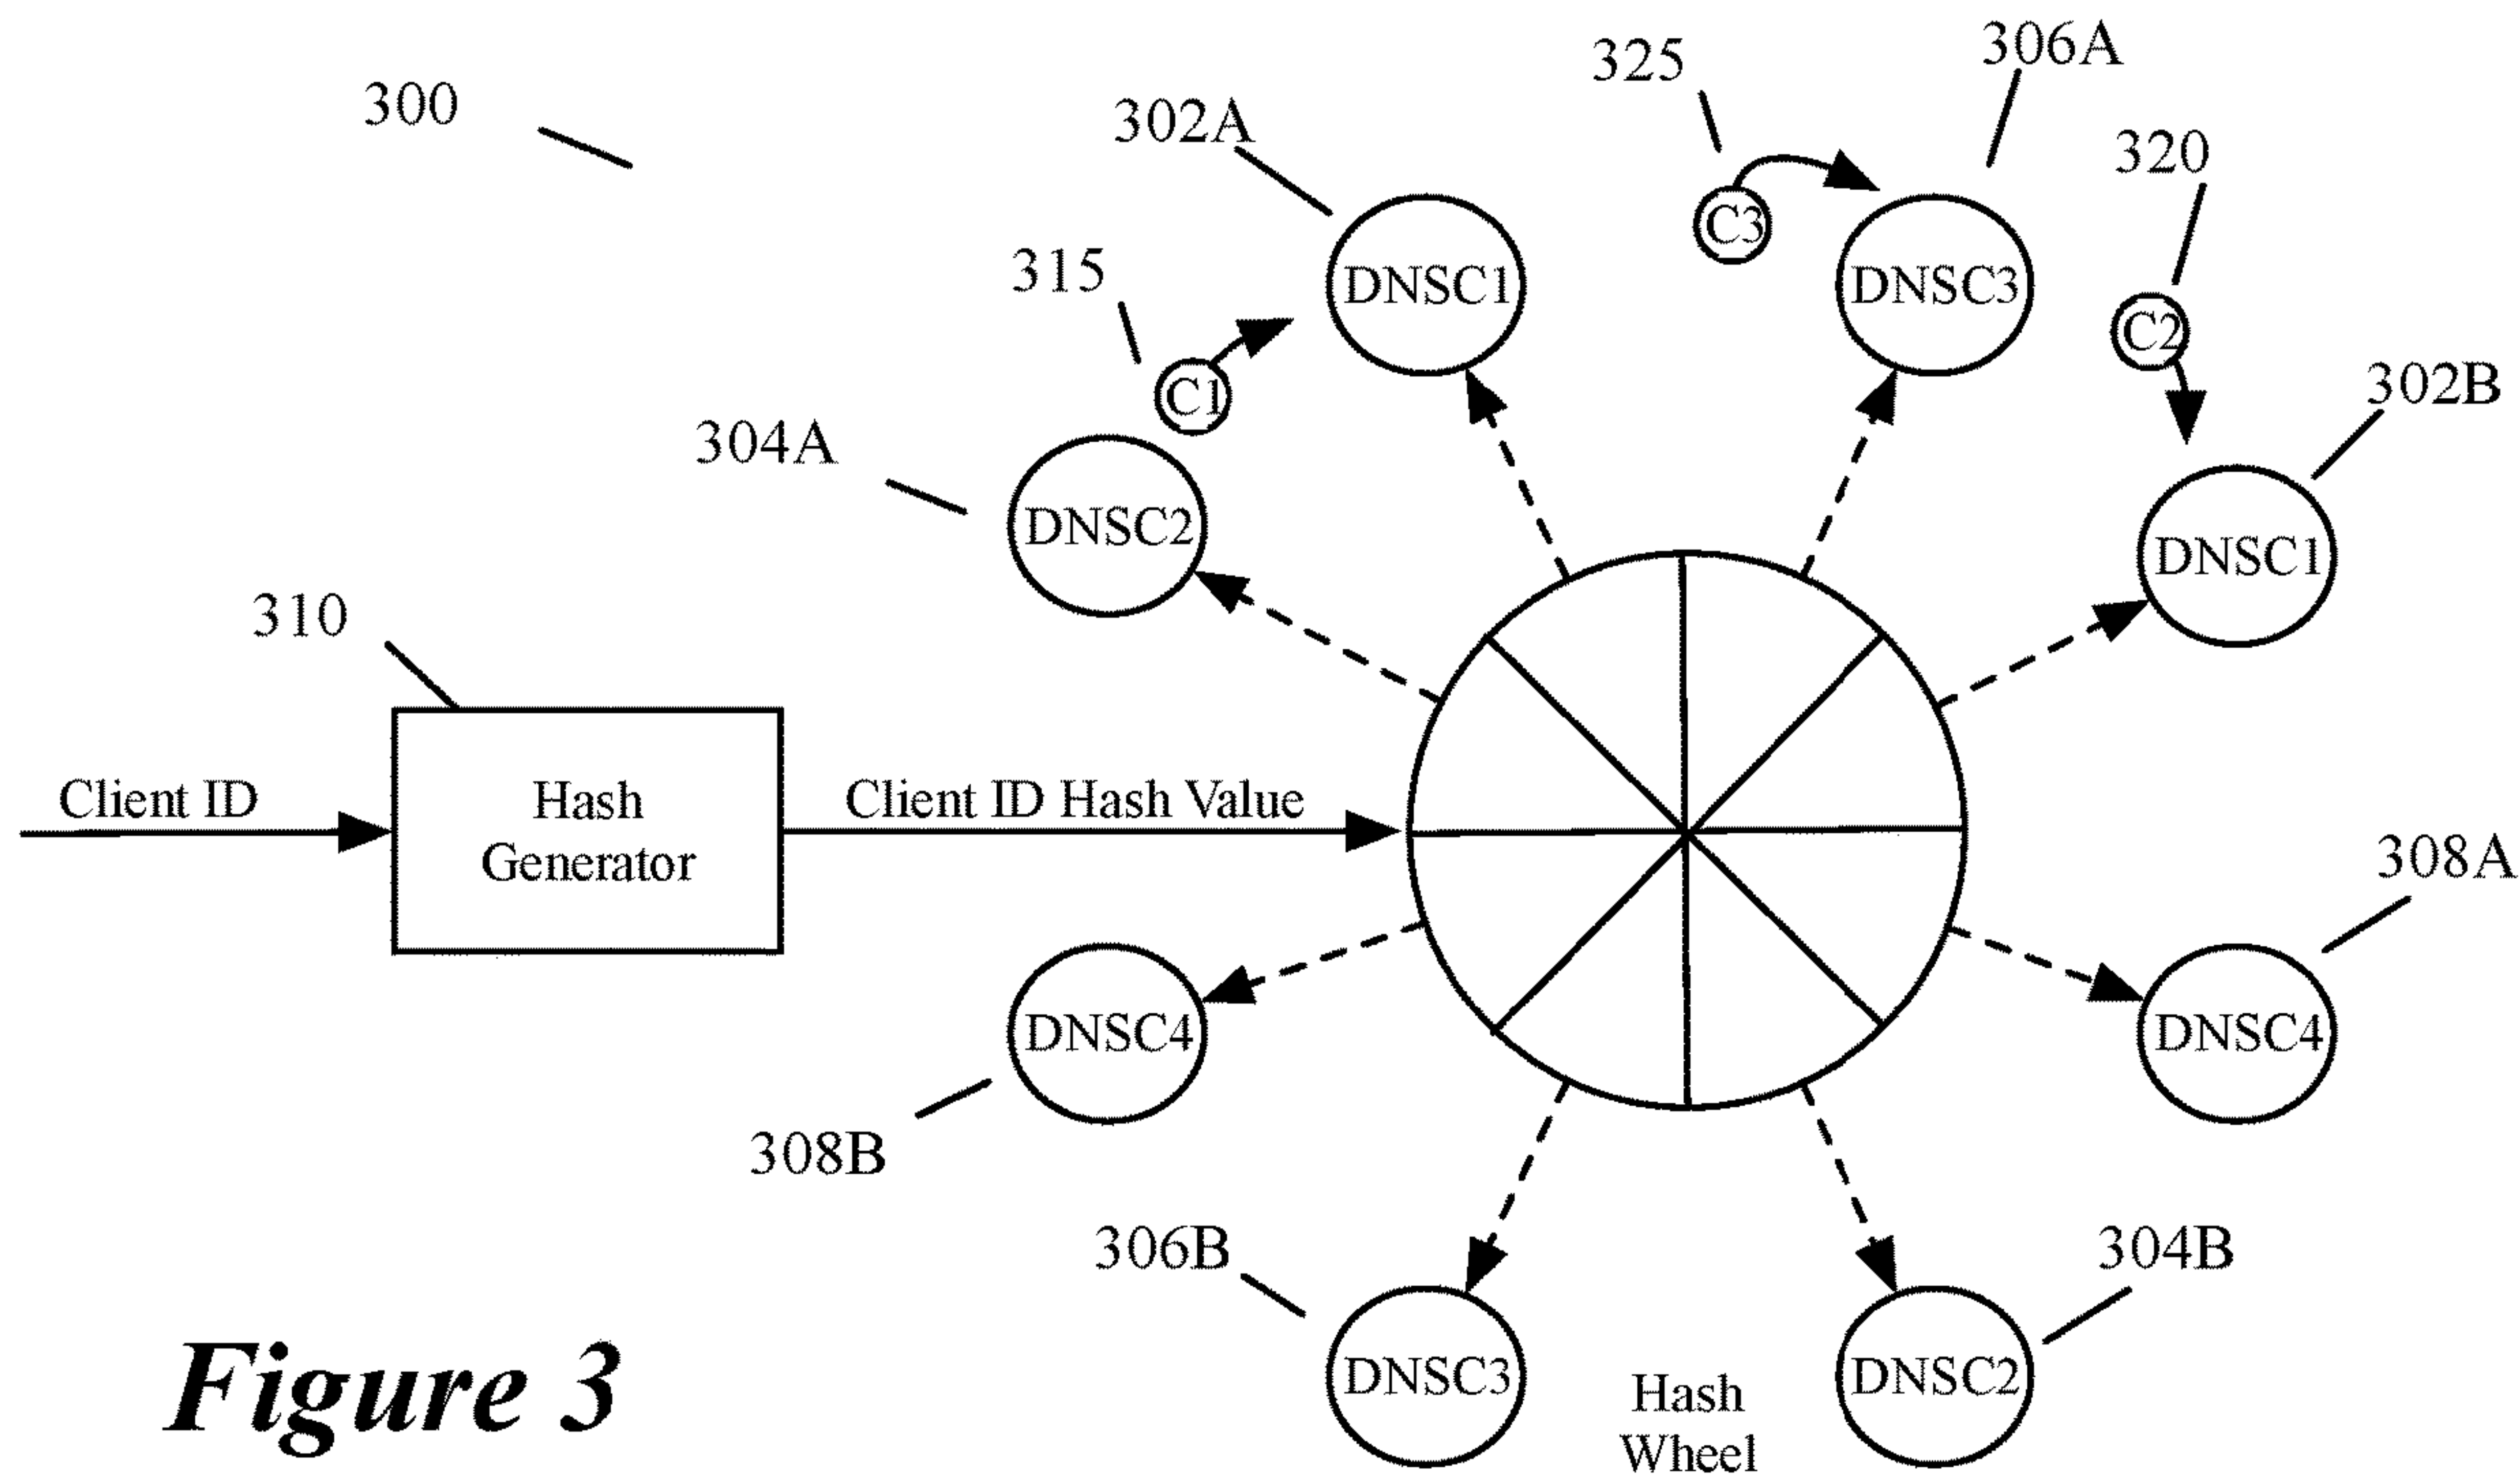 306A
325
300
302A
320
C3
315
DNSC1
DNSC3
C2
302B
C1
304A
DNSC2
DNSC1
310
Client ID
Hash
Generator
Client ID Hash Value
308A
DNSC4
DNSC4
308B
306B
304B
DNSC3
DNSC2
Hash
Wheel
Figure 3